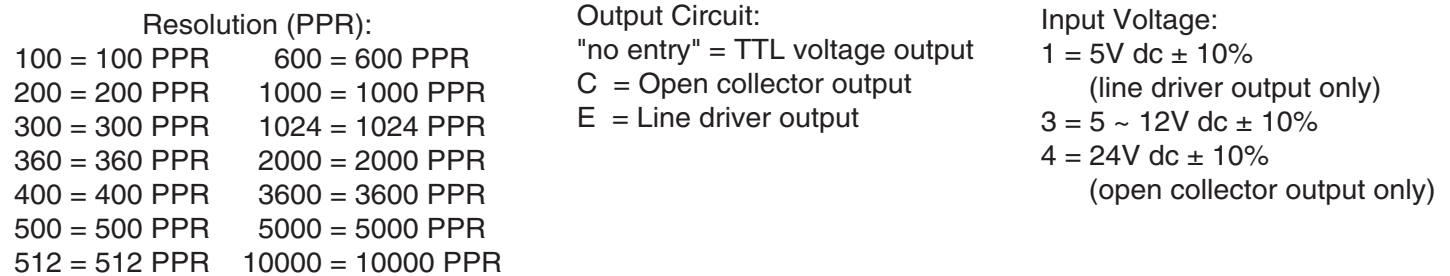 Resolution (PPR):
100 = 100 PPR 600 = 600 PPR
200 = 200 PPR 1000 = 1000 PPR
300 = 300 PPR 1024 = 1024 PPR
360 = 360 PPR 2000 = 2000 PPR
400 = 400 PPR 3600 = 3600 PPR
500 = 500 PPR 5000 = 5000 PPR
512 = 512 PPR 10000 = 10000 PPR
Output Circuit:
"no entry" = TTL voltage output
C = Open collector output
E = Line driver output
Input Voltage:
1 = 5V dc ± 10%
(line driver output only)
3 = 5 ~ 12V dc ± 10%
4 = 24V dc ± 10%
(open collector output only)